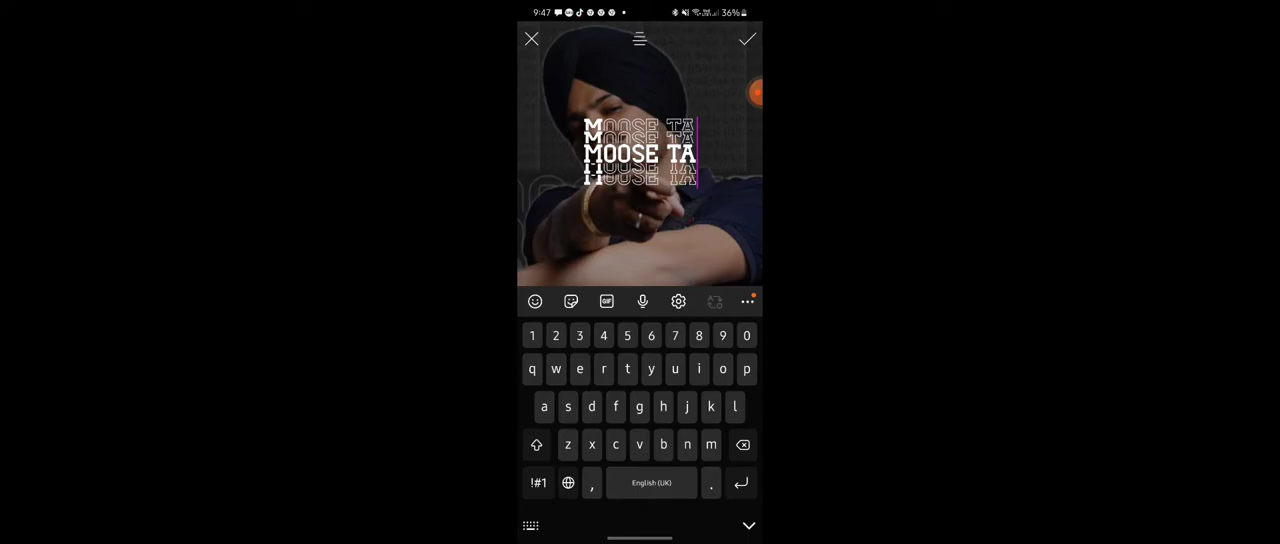 9:47
36%
MOOSE TA
MOOSE TA
MOOSE TA
MOOSE TA
MOOSE TA
GIF
1 2 3 4 5 6 7 8 9 0
q w e r t y u i o p
a s d f g h j k l
z x c v b n m
!#1 , English (UK) .